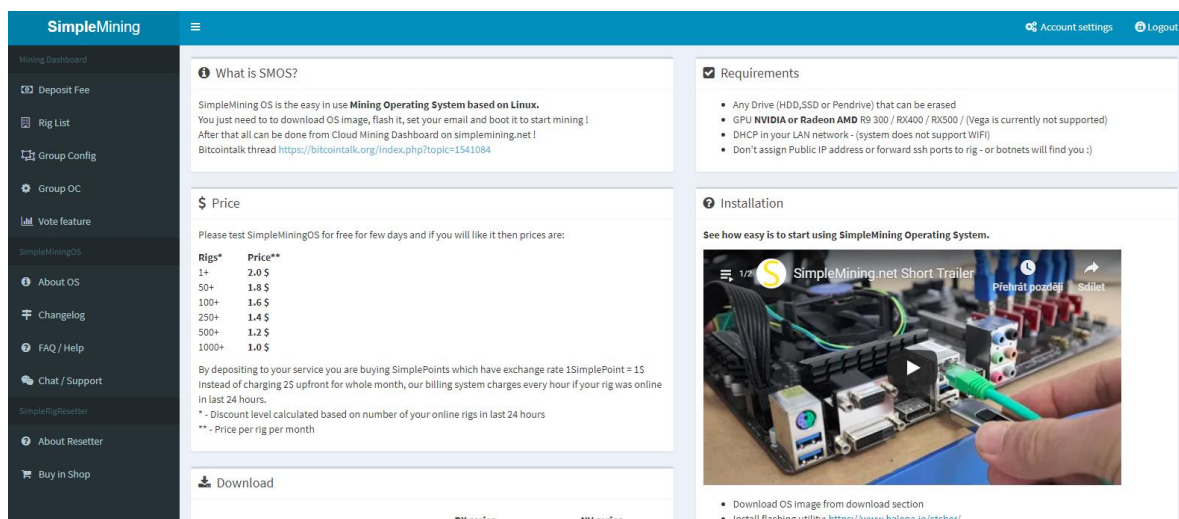 SimpleMining
Account settings
Logout
Mining Dashboard
Deposit Fee
Rig List
Group Config
Group OC
Vote feature
SimpleMiningOS
About OS
Changelog
FAQ / Help
Chat / Support
SimpleRigResetter
About Resetter
Buy in Shop
What is SMOS?
SimpleMining OS is the easy in use Mining Operating System based on Linux.
You just need to to download OS image, flash it, set your email and boot it to start mining !
After that all can be done from Cloud Mining Dashboard on simplemining.net !
Bitcointalk thread https://bitcointalk.org/index.php?topic=1541084
$ Price
Please test SimpleMiningOS for free for few days and if you will like it then prices are:
Rigs* Price**
1+ 2.0 $
50+ 1.8 $
100+ 1.6 $
250+ 1.4 $
500+ 1.2 $
1000+ 1.0 $
By depositing to your service you are buying SimplePoints which have exchange rate 1SimplePoint = 1$
Instead of charging 2$ upfront for whole month, our billing system charges every hour if your rig was online
in last 24 hours.
* - Discount level calculated based on number of your online rigs in last 24 hours
** - Price per rig per month
Download
RX series NV series
Requirements
Any Drive (HDD,SSD or Pendrive) that can be erased
GPU NVIDIA or Radeon AMD R9 300 / RX400 / RX500 / (Vega is currently not supported)
DHCP in your LAN network - (system does not support WIFI)
Don't assign Public IP address or forward ssh ports to rig - or botnets will find you :)
Installation
See how easy is to start using SimpleMining Operating System.
1/2
SimpleMining.net Short Trailer
Přehrát později
Sdílet
Download OS image from download section
Install flashing utility: https://www.balena.io/etcher/